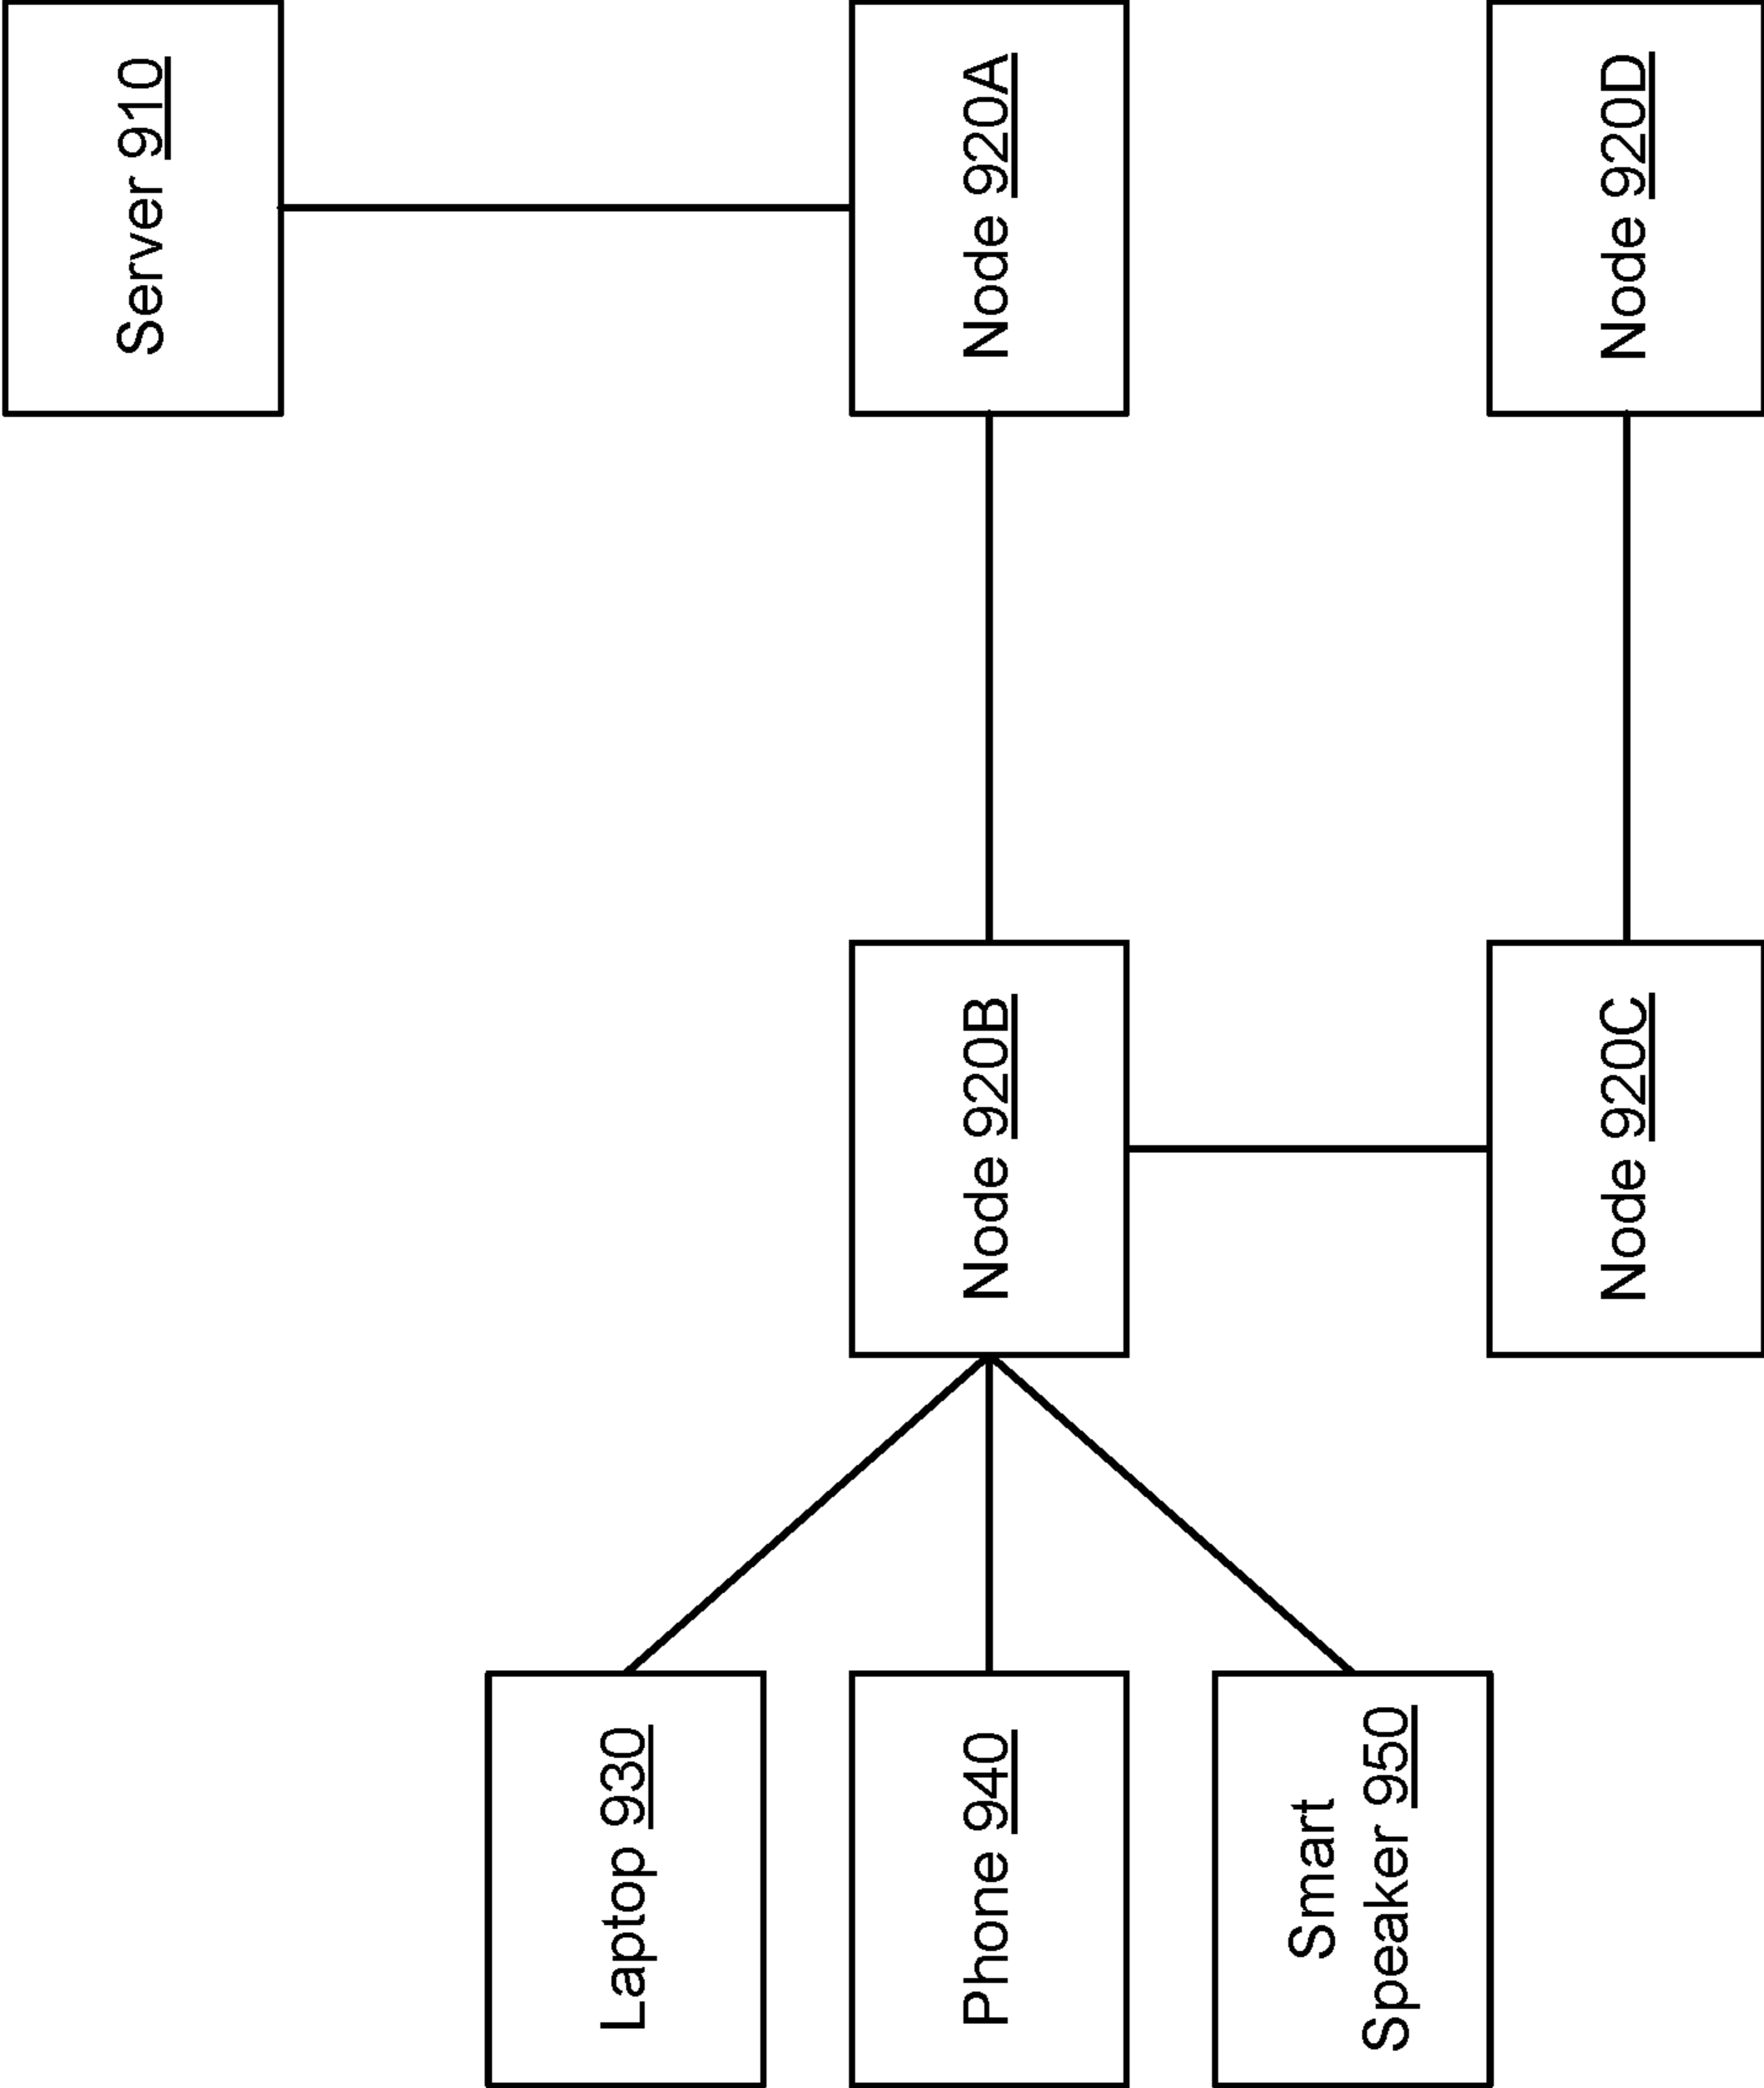 Server 910
Laptop 930
Phone 940
Node 920B
Node 920A
Smart
Speaker 950
Node 920C
Node 920D